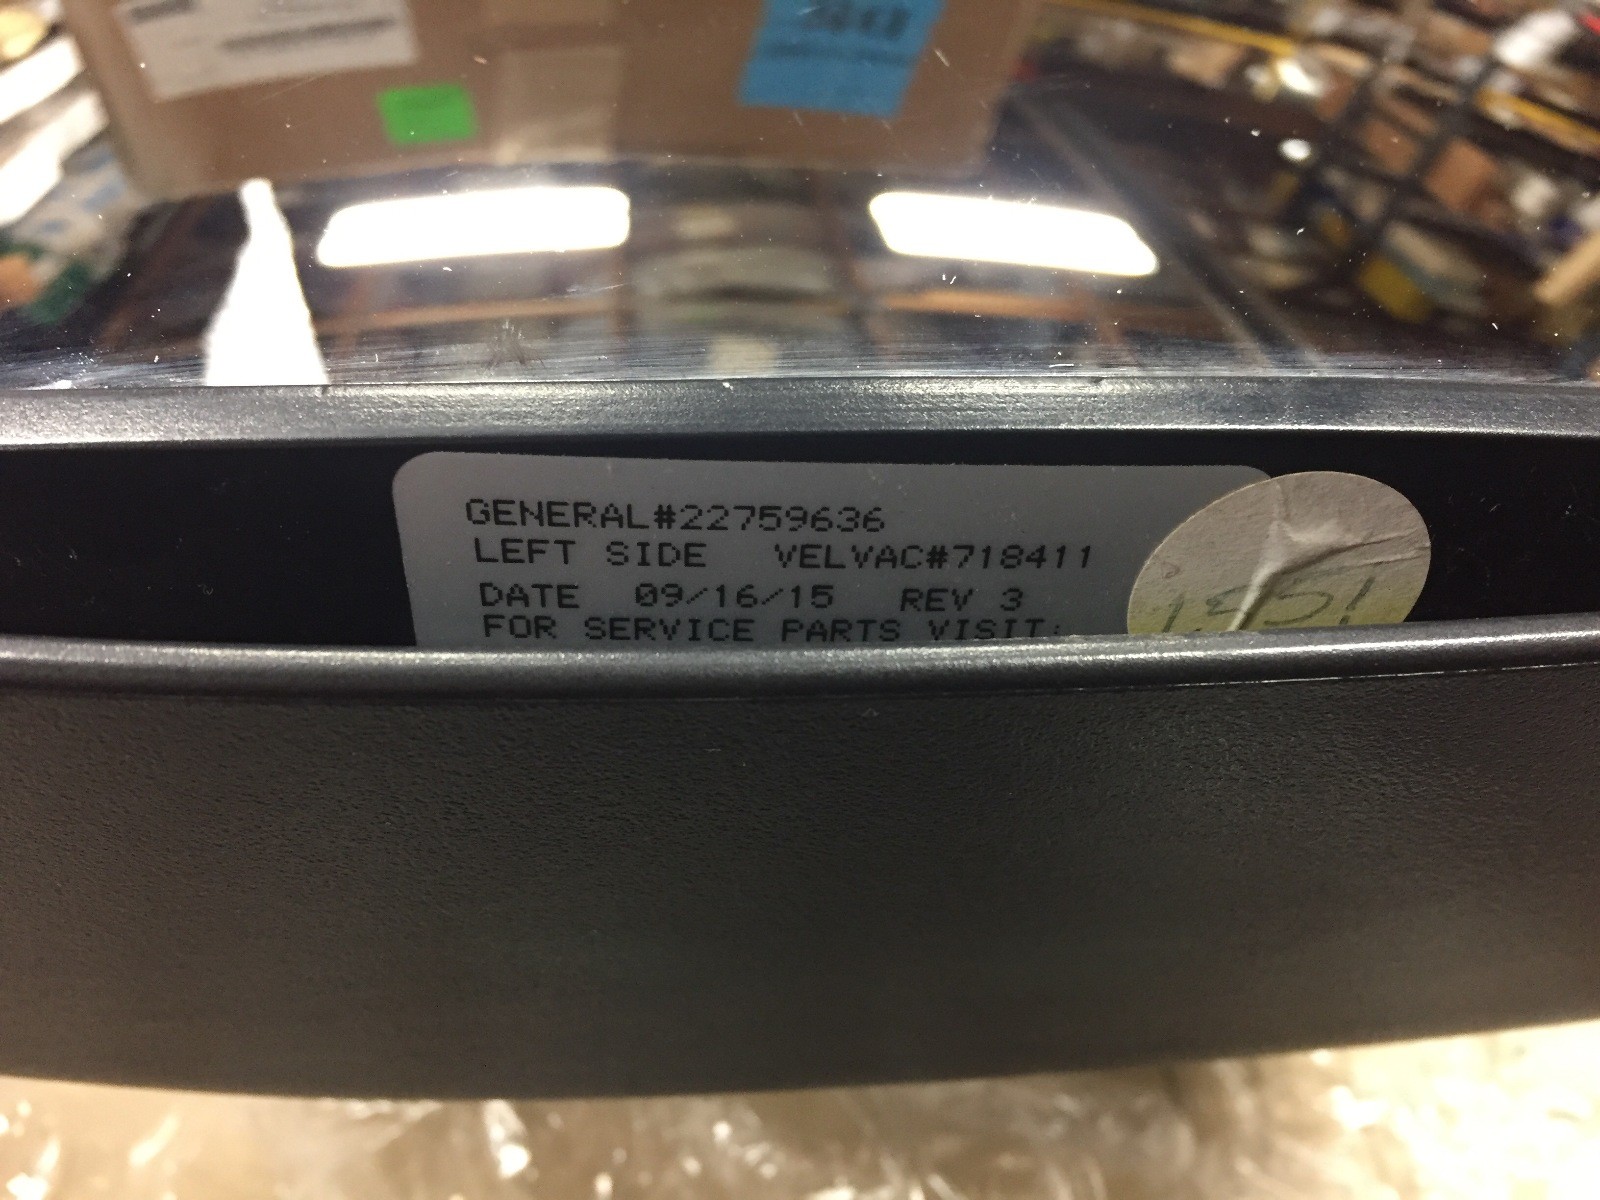 GENERAL#22759636
LEFT SIDE VELVAC#718411
DATE 09/16/15 REV 3
FOR SERVICE PARTS VISIT: